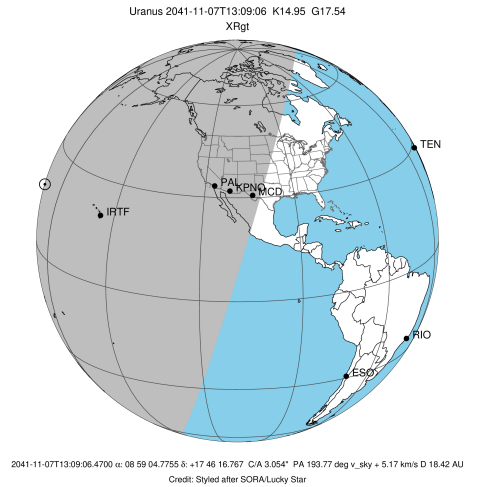 Uranus 2041-11-07T13:09:06 K14.95 G17.54
XRgt
TEN
PAL
KPNO
MCD
IRTF
RIO
ESO
2041-11-07T13:09:06.4700 α: 08 59 04.7755 δ: +17 46 16.767 C/A 3.054" PA 193.77 deg v_sky + 5.17 km/s D 18.42 AU
Credit: Styled after SORA/Lucky Star